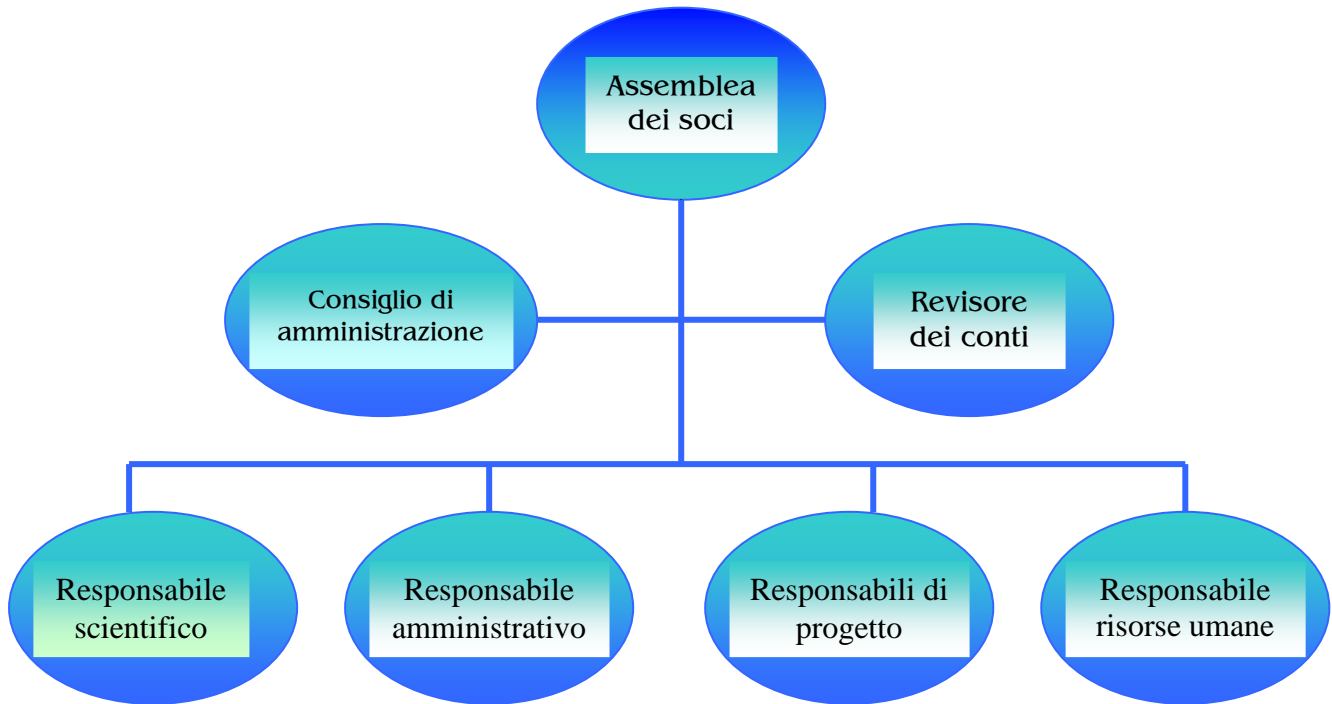 Assemblea
dei soci
Consiglio di
amministrazione
Revisore
dei conti
Responsabile
scientifico
Responsabile
amministrativo
Responsabili di
progetto
Responsabile
risorse umane